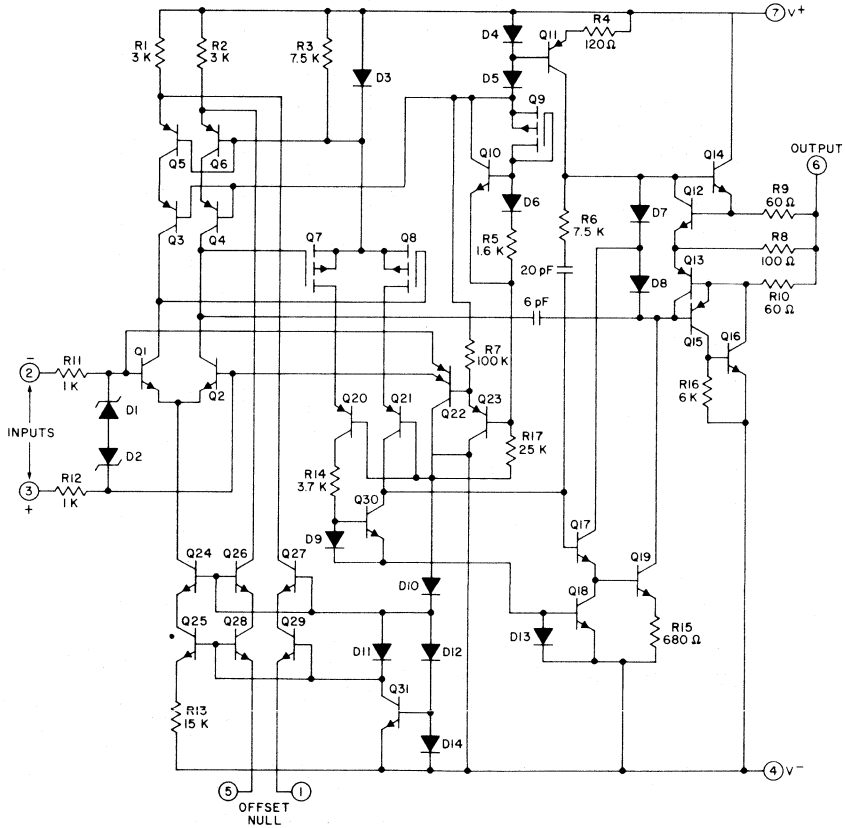 7 V+
R1
3 K
R2
3 K
R3
7.5 K
D3
D4
D5
Q11
R4
120Ω
Q5
Q6
Q3
Q4
Q7
Q8
Q9
Q10
D6
R5
1.6 K
20 pF
6 pF
R6
7.5 K
D7
D8
Q14
Q12
Q13
Q15
Q16
OUTPUT
6
R9
60 Ω
R8
100 Ω
R10
60 Ω
R16
6 K
− 2
R11
1 K
Q1
Q2
D1
D2
INPUTS
3 +
R12
1 K
Q20
Q21
Q22
Q23
R7
100 K
R17
25 K
R14
3.7 K
Q30
D9
Q17
Q18
Q19
R15
680 Ω
D13
Q24
Q26
Q27
Q25
Q28
Q29
D10
D11
D12
Q31
D14
R13
15 K
4 V−
5
1
OFFSET
NULL